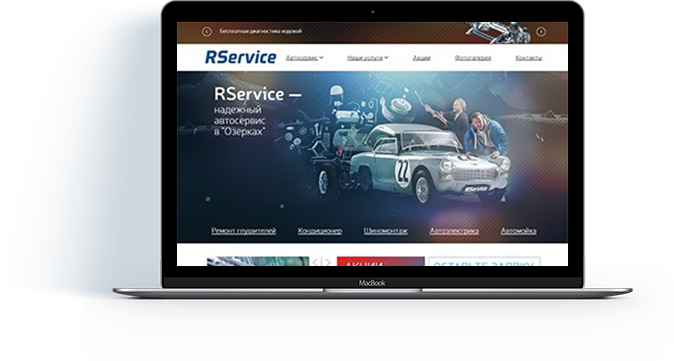 Бесплатная диагностика ходовой
RService
Автосервис
Наши услуги
Акции
Фотогалерея
Контакты
RService —
надежный
автосервис
в "Озерках"
22
RService
Ремонт глушителей
Кондиционер
Шиномонтаж
Автоэлектрика
Автомойка
АКЦИИ:
ОСТАВЬТЕ ЗАЯВКУ
MacBook